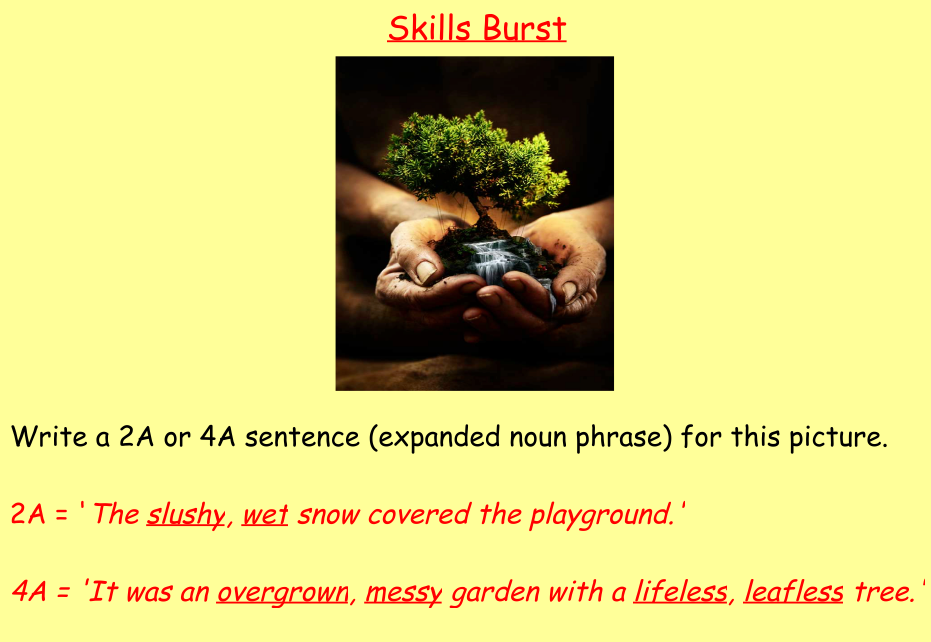 Skills Burst
Write a 2A or 4A sentence (expanded noun phrase) for this picture.
2A = 'The slushy, wet snow covered the playground.'
4A = 'It was an overgrown, messy garden with a lifeless, leafless tree.'